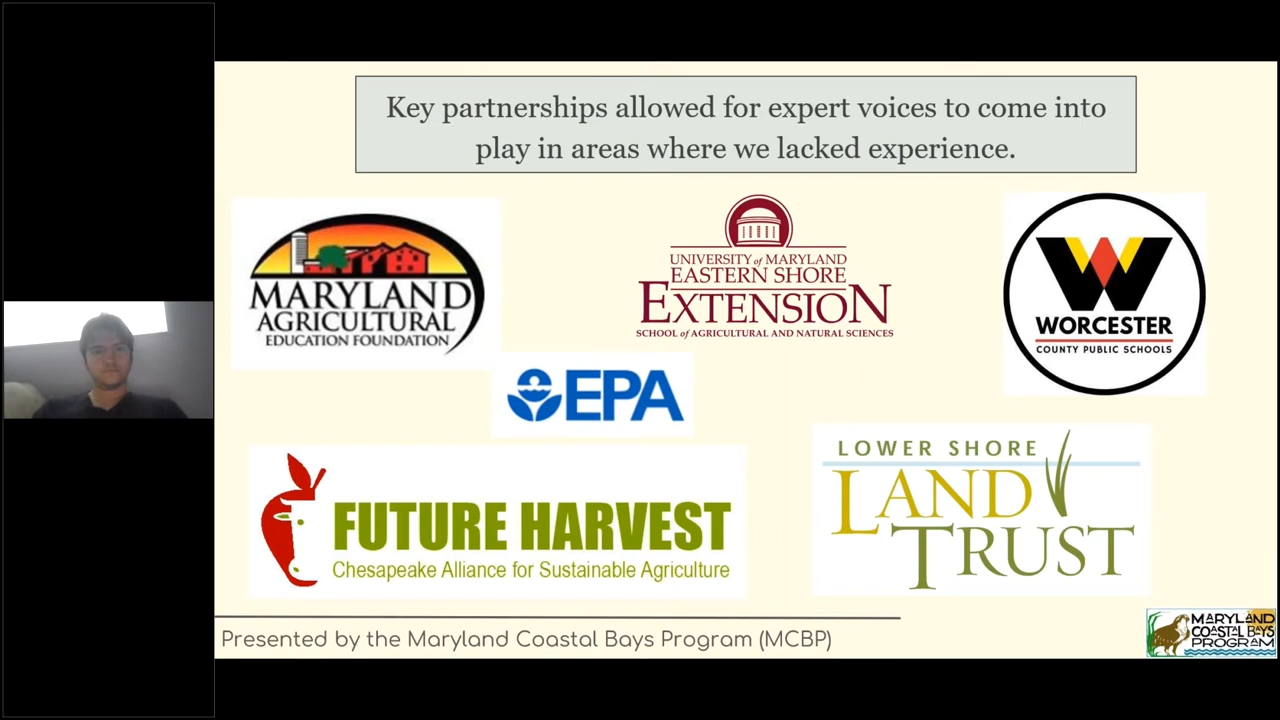 Key partnerships allowed for expert voices to come into
play in areas where we lacked experience.
MARYLAND
AGRICULTURAL
EDUCATION FOUNDATION
UNIVERSITY of MARYLAND
EASTERN SHORE
EXTENSION
SCHOOL of AGRICULTURAL AND NATURAL SCIENCES
W
WORCESTER
COUNTY PUBLIC SCHOOLS
EPA
FUTURE HARVEST
Chesapeake Alliance for Sustainable Agriculture
LOWER SHORE
LAND
TRUST
Presented by the Maryland Coastal Bays Program (MCBP)
MARYLAND
COASTAL BAYS
PROGRAM